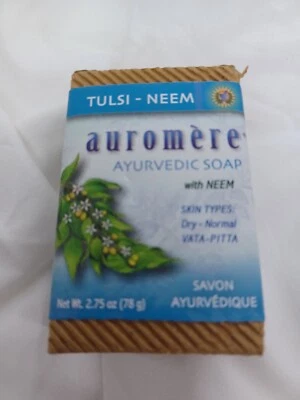 TULSI - NEEM
auromère
AYURVEDIC SOAP
with NEEM
SKIN TYPES:
Dry - Normal
VATA-PITTA
SAVON
AYURVÉDIQUE
Net Wt. 2.75 oz (78 g)